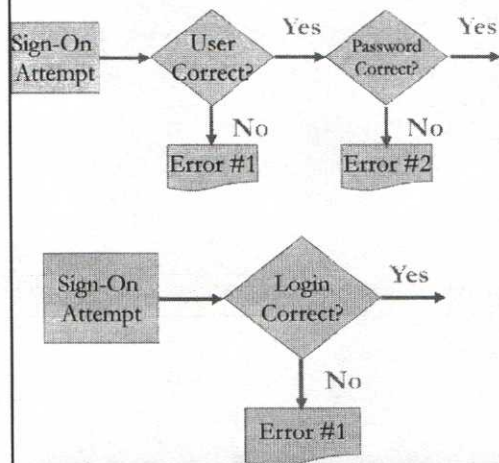 Sign-On
Attempt
User
Correct?
Yes
Password
Correct?
Yes
No
Error #1
No
Error #2
Sign-On
Attempt
Login
Correct?
Yes
No
Error #1